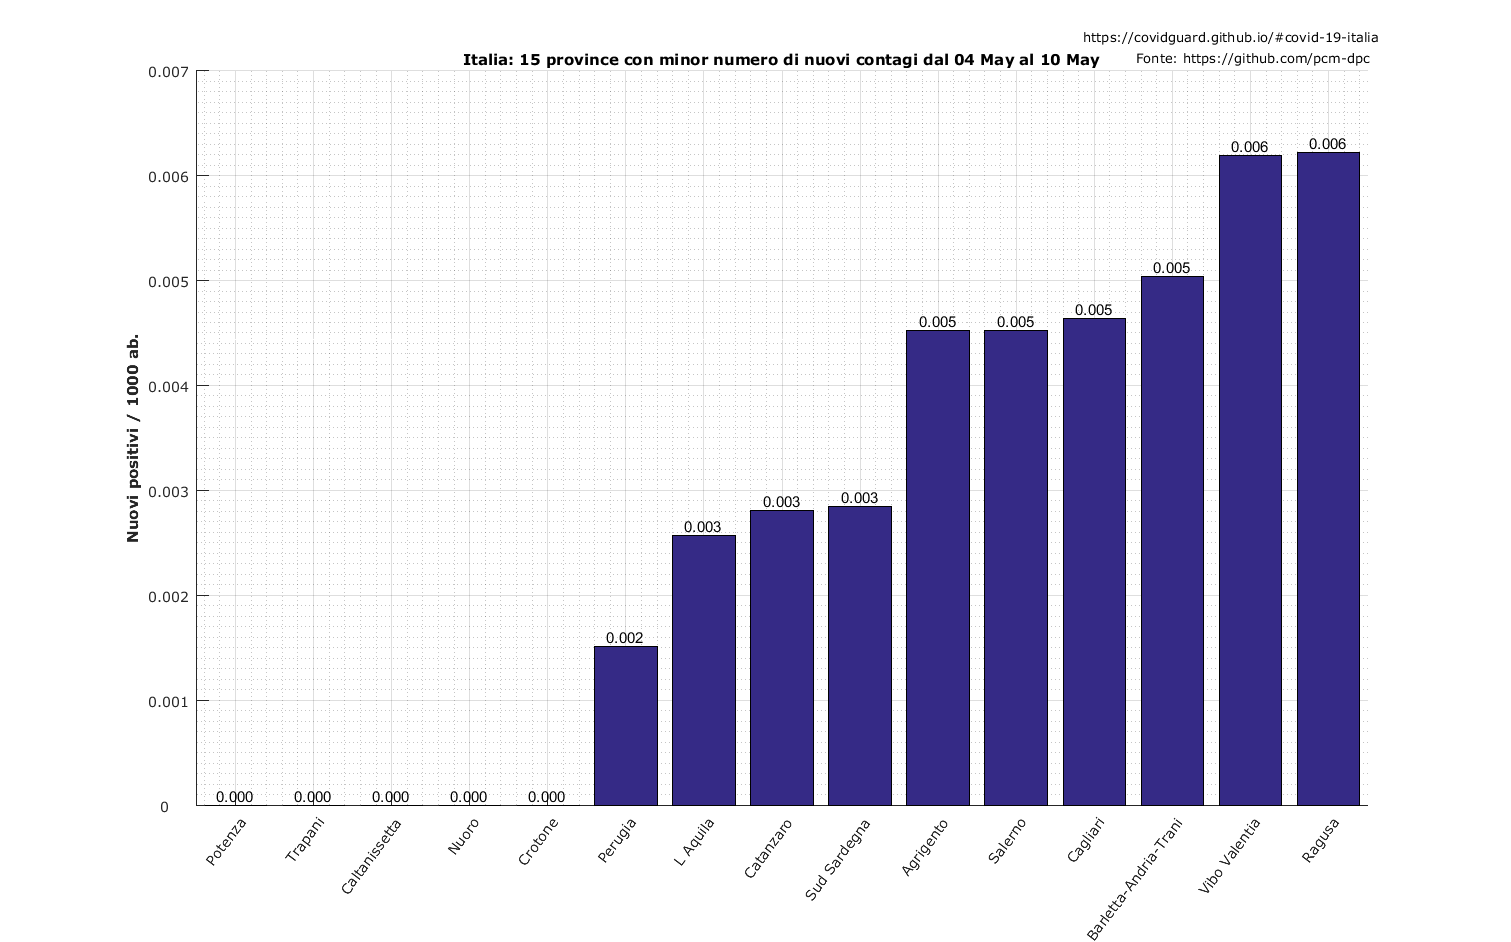 https://covidguard.github.io/#covid-19-italia
Italia: 15 province con minor numero di nuovi contagi dal 04 May al 10 May
Fonte: https://github.com/pcm-dpc
Nuovi positivi / 1000 ab.
0.007
0.006
0.005
0.004
0.003
0.002
0.001
0
0.000
0.000
0.000
0.000
0.000
0.002
0.003
0.003
0.003
0.005
0.005
0.005
0.005
0.006
0.006
Potenza
Trapani
Caltanissetta
Nuoro
Crotone
Perugia
L Aquila
Catanzaro
Sud Sardegna
Agrigento
Salerno
Cagliari
Barletta-Andria-Trani
Vibo Valentia
Ragusa